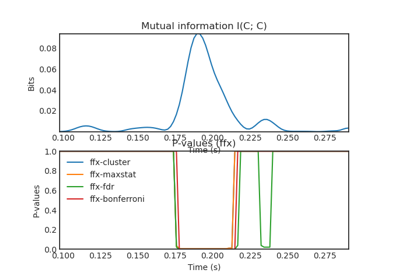 Mutual information I(C; C)
0.08
0.06
0.04
0.02
Bits
0.100 0.125 0.150 0.175 0.200 0.225 0.250 0.275
Time (s)
P-values (ffx)
1.0
0.8
0.6
0.4
0.2
0.0
P-values
ffx-cluster
ffx-maxstat
ffx-fdr
ffx-bonferroni
0.100 0.125 0.150 0.175 0.200 0.225 0.250 0.275
Time (s)